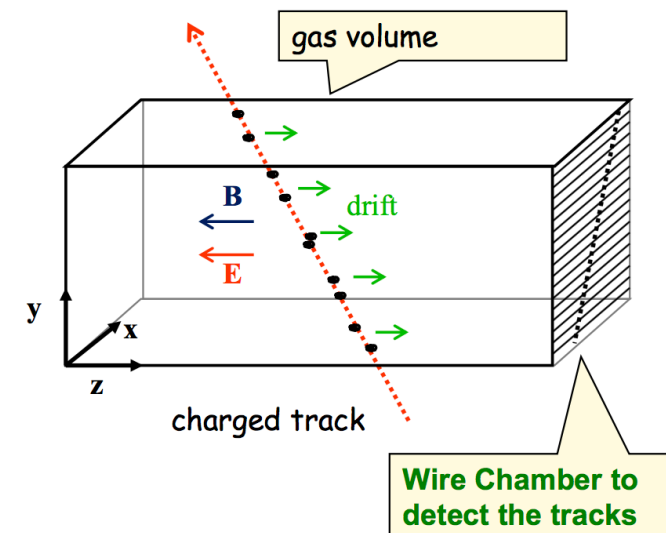 gas volume
B
drift
E
y
x
z
charged track
Wire Chamber to
detect the tracks